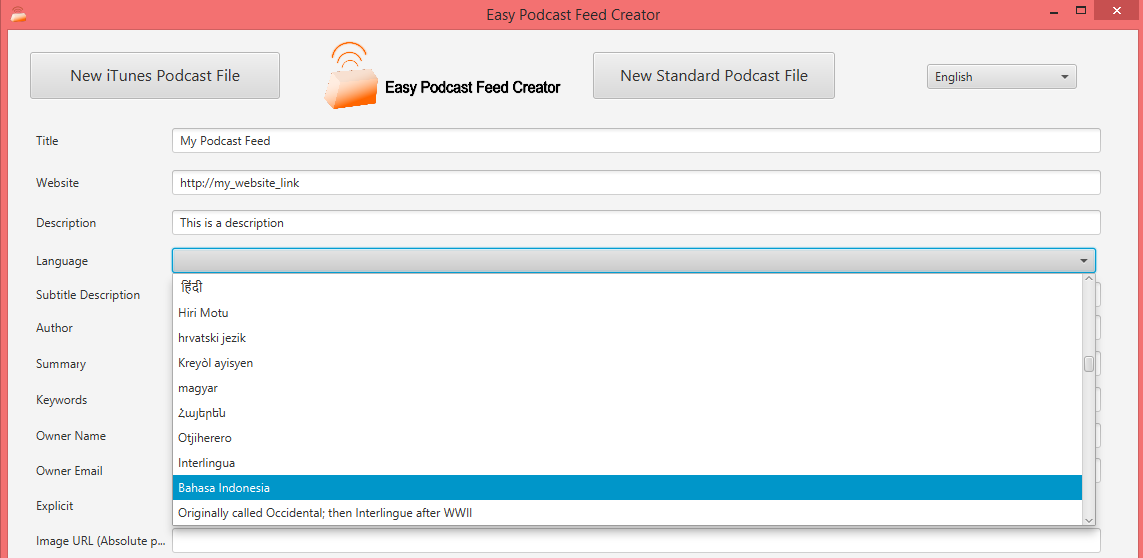 Easy Podcast Feed Creator
New iTunes Podcast File
Easy Podcast Feed Creator
New Standard Podcast File
English
Title
My Podcast Feed
Website
http://my_website_link
Description
This is a description
Language
Subtitle Description
Author
Summary
Keywords
Owner Name
Owner Email
Explicit
Image URL (Absolute p...
हिंदी
Hiri Motu
hrvatski jezik
Kreyòl ayisyen
magyar
Հայերեն
Otjiherero
Interlingua
Bahasa Indonesia
Originally called Occidental; then Interlingue after WWII